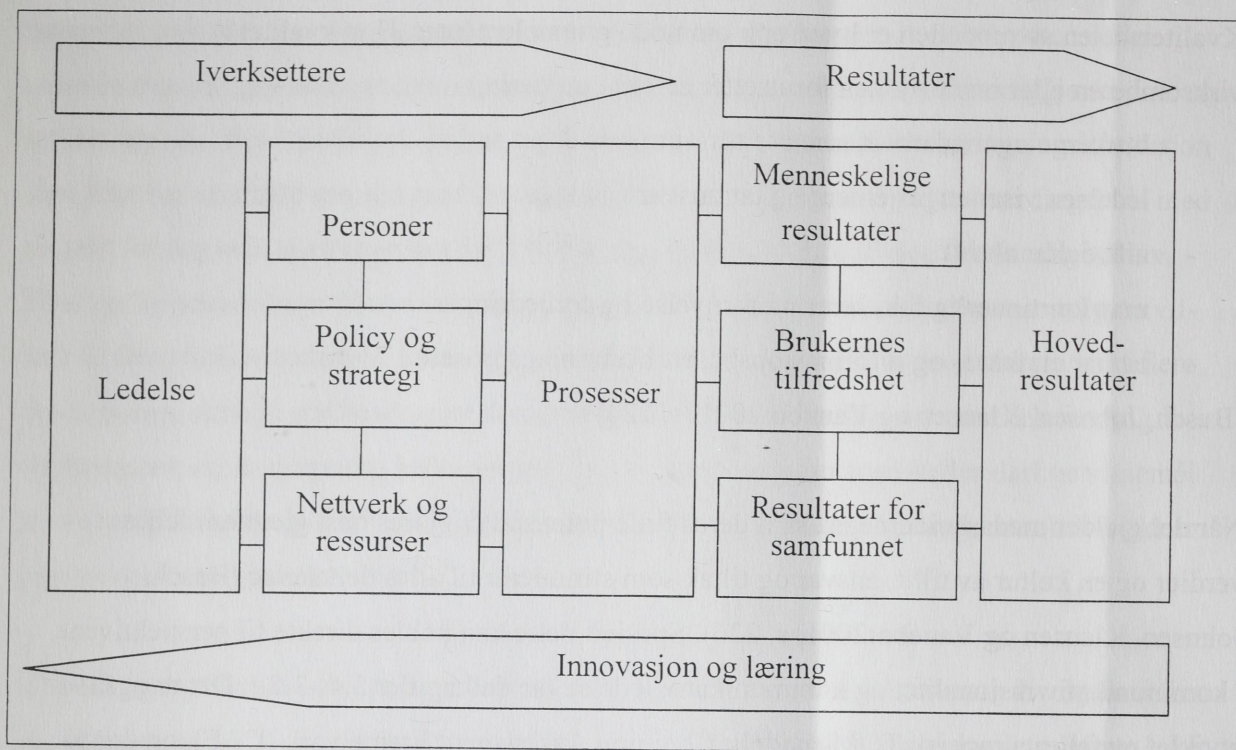 Iverksettere
Resultater
Ledelse
Personer
Policy og
strategi
Nettverk og
ressurser
Prosesser
Menneskelige
resultater
Brukernes
tilfredshet
Resultater for
samfunnet
Hoved-
resultater
Innovasjon og læring